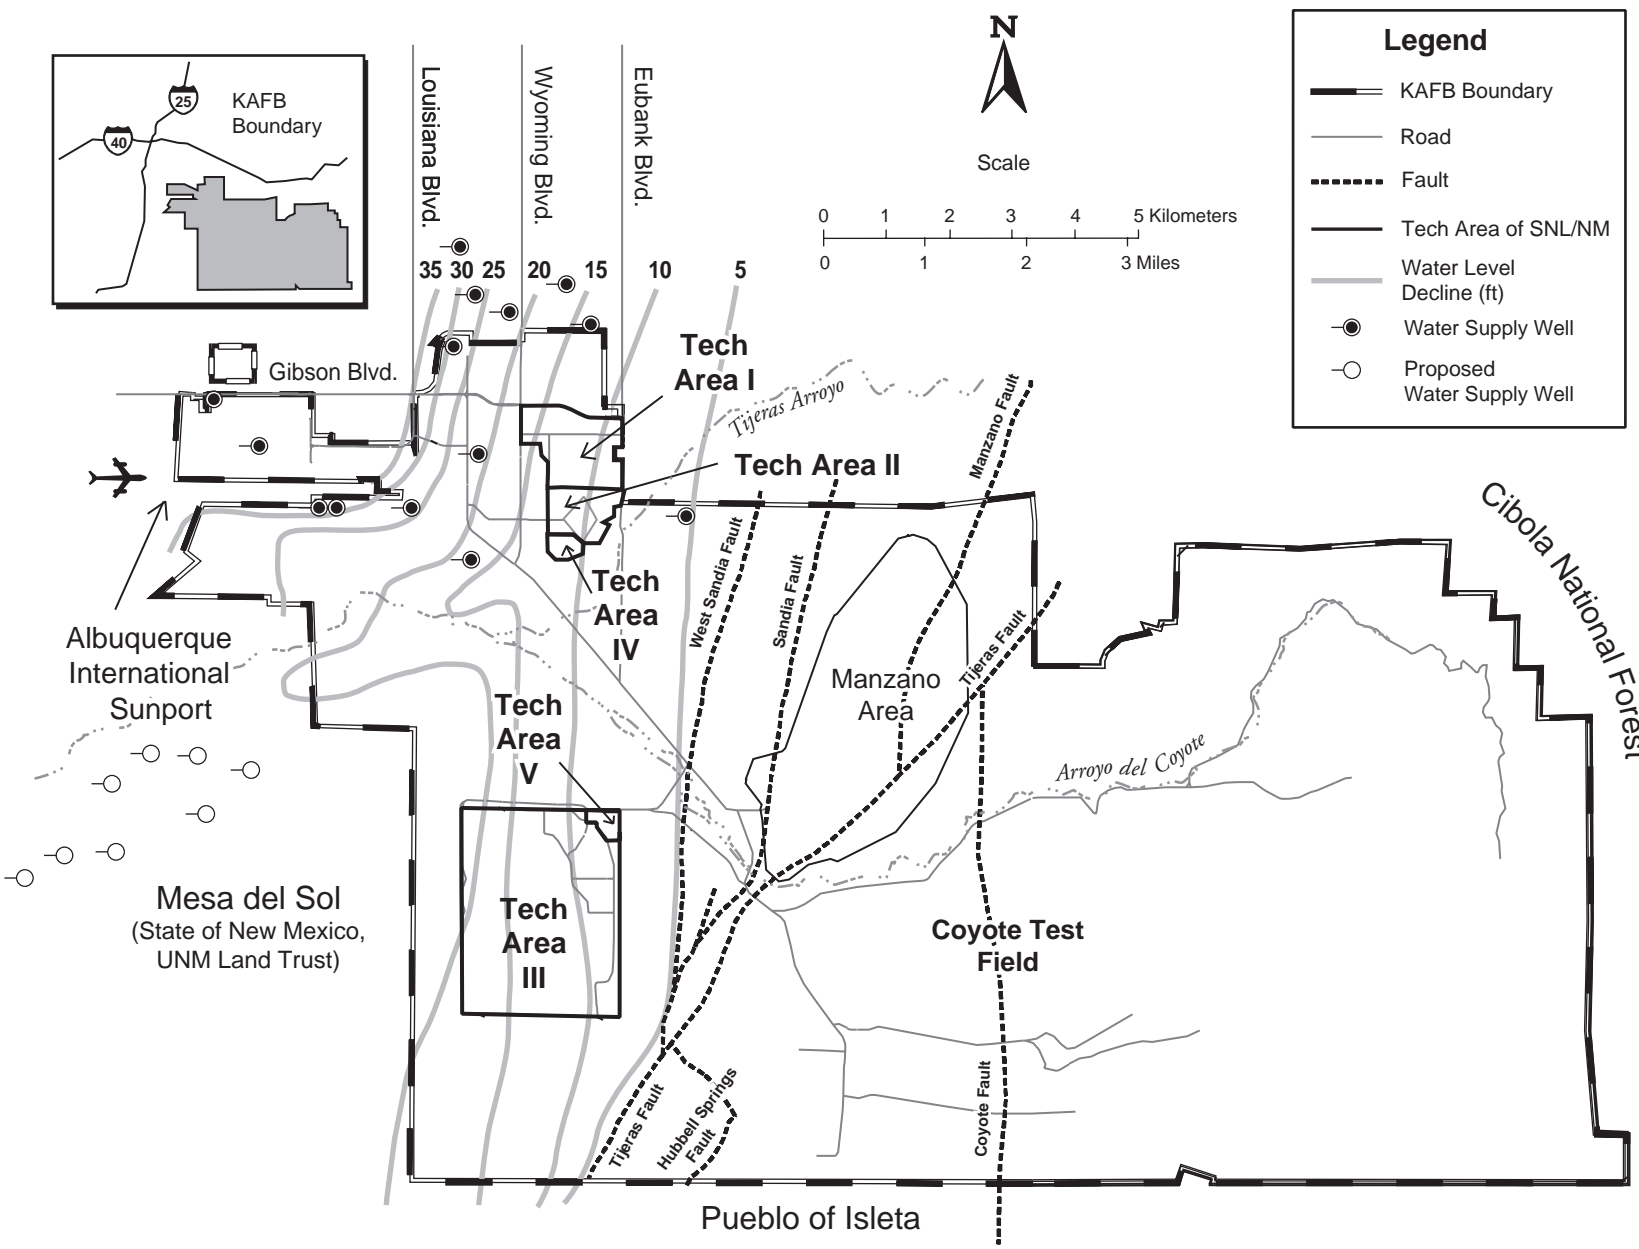 N
Scale
0 1 2 3 4 5 Kilometers
0 1 2 3 Miles
Legend
KAFB Boundary
Road
Fault
Tech Area of SNL/NM
Water Level
Decline (ft)
Water Supply Well
Proposed
Water Supply Well
25
40
KAFB
Boundary
Louisiana Blvd.
Wyoming Blvd.
Eubank Blvd.
35 30 25 20 15 10 5
Gibson Blvd.
Tech
Area I
Tijeras Arroyo
Manzano Fault
Tech Area II
West Sandia Fault
Sandia Fault
Tech
Area
IV
Tijeras Fault
Manzano
Area
Cibola National Forest
Albuquerque
International
Sunport
Tech
Area
V
Arroyo del Coyote
Mesa del Sol
(State of New Mexico,
UNM Land Trust)
Tech
Area
III
Coyote Test
Field
Tijeras Fault
Hubbell Springs
Fault
Coyote Fault
Pueblo of Isleta